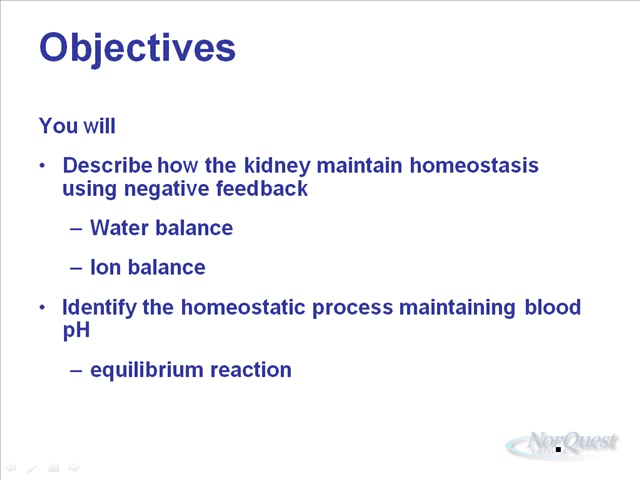 Objectives
You will
• Describe how the kidney maintain homeostasis
using negative feedback
– Water balance
– Ion balance
• Identify the homeostatic process maintaining blood
pH
– equilibrium reaction
NorQuest